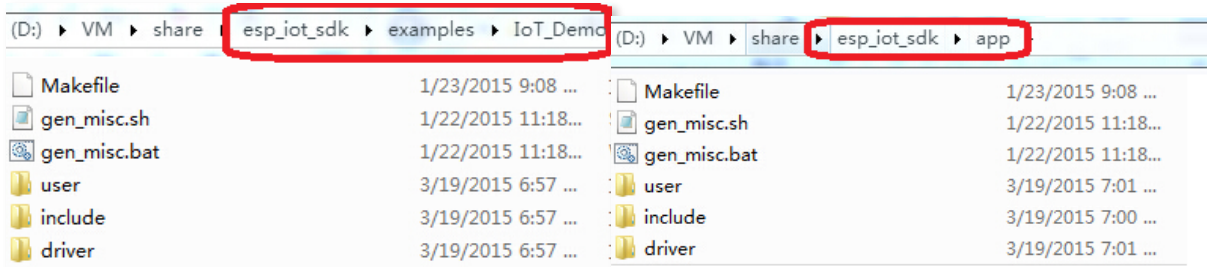 (D:) ▸ VM ▸ share ▸ esp_iot_sdk ▸ examples ▸ IoT_Demo
Makefile 1/23/2015 9:08 ...
gen_misc.sh 1/22/2015 11:18...
gen_misc.bat 1/22/2015 11:18...
user 3/19/2015 6:57 ...
include 3/19/2015 6:57 ...
driver 3/19/2015 6:57 ...
(D:) ▸ VM ▸ share ▸ esp_iot_sdk ▸ app
Makefile 1/23/2015 9:08 ...
gen_misc.sh 1/22/2015 11:18...
gen_misc.bat 1/22/2015 11:18...
user 3/19/2015 7:01 ...
include 3/19/2015 7:00 ...
driver 3/19/2015 7:01 ...